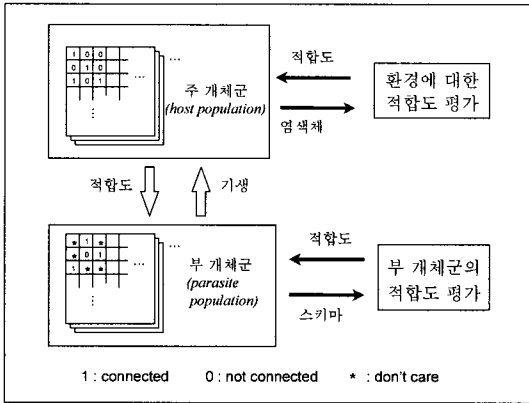 1 0 0
0 1 0
1 0 1
...
...
⋮
주 개체군
(host population)
적합도
염색체
환경에 대한
적합도 평가
적합도
기생
* 1 *
* 0 1
1 * *
...
...
⋮
부 개체군
(parasite
population)
적합도
스키마
부 개체군의
적합도 평가
1 : connected 0 : not connected * : don't care